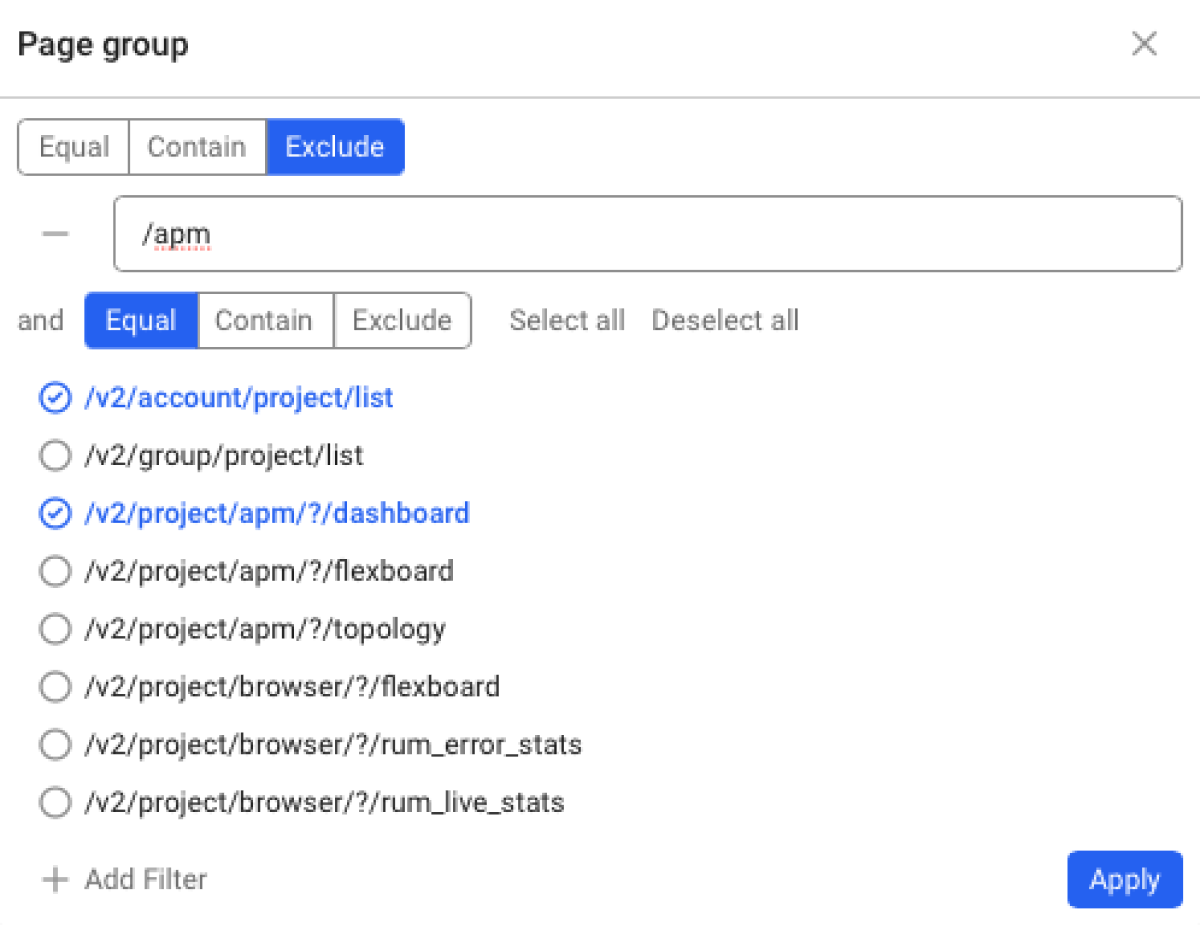 Page group
Equal Contain Exclude
/apm
and Equal Contain Exclude Select all Deselect all
/v2/account/project/list
/v2/group/project/list
/v2/project/apm/?/dashboard
/v2/project/apm/?/flexboard
/v2/project/apm/?/topology
/v2/project/browser/?/flexboard
/v2/project/browser/?/rum_error_stats
/v2/project/browser/?/rum_live_stats
+ Add Filter Apply